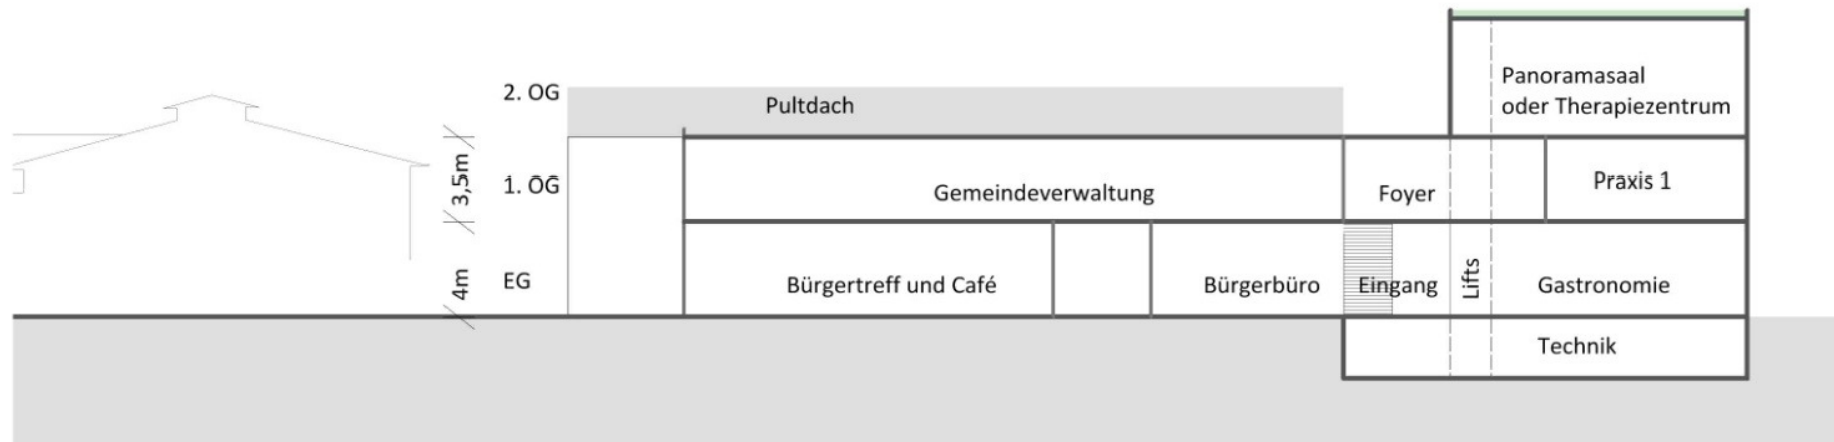 Panoramasaal
oder Therapiezentrum
2. OG
Pultdach
3,5m
1. OG
Gemeindeverwaltung
Foyer
Praxis 1
4m
EG
Bürgertreff und Café
Bürgerbüro
Eingang
Lifts
Gastronomie
Technik